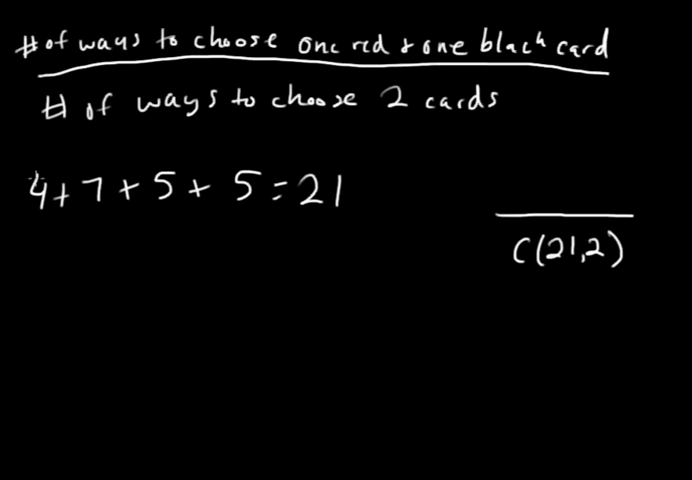 # of ways to choose one red & one black card
# of ways to choose 2 cards
4+7+5+5=21
C(21,2)